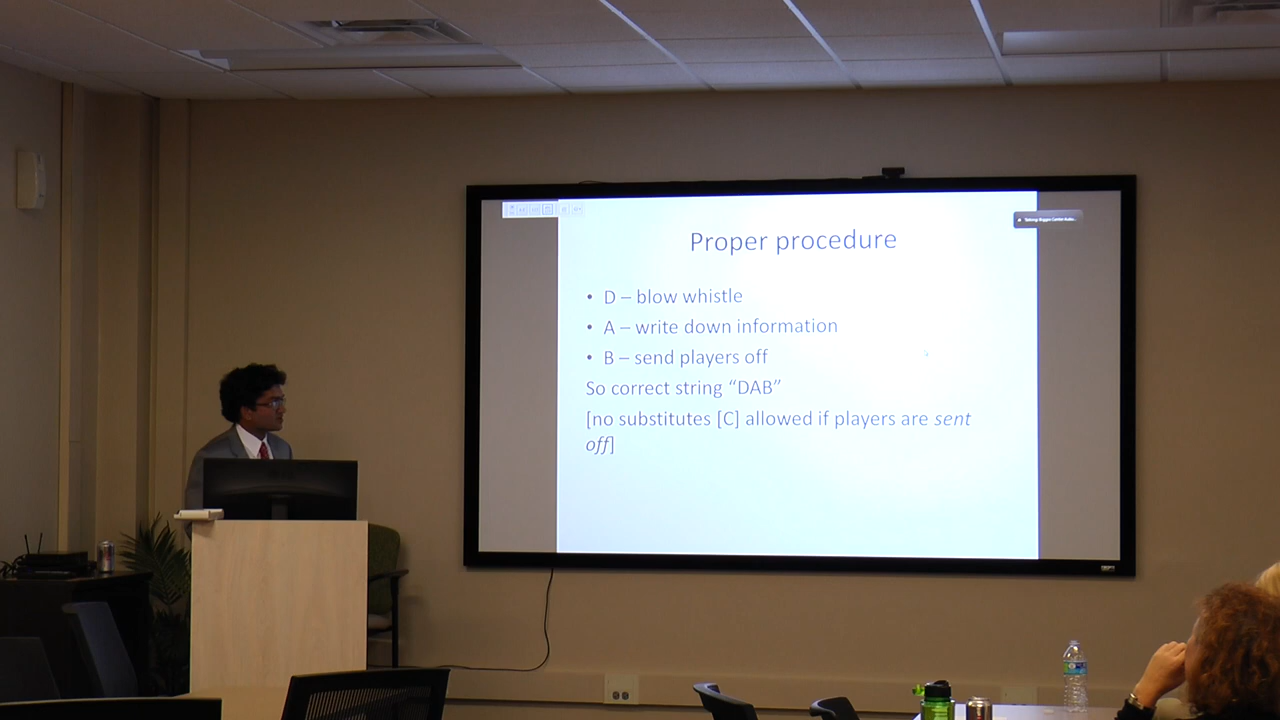 Proper procedure
• D – blow whistle
• A – write down information
• B – send players off
So correct string “DAB”
[no substitutes [C] allowed if players are sent
off]